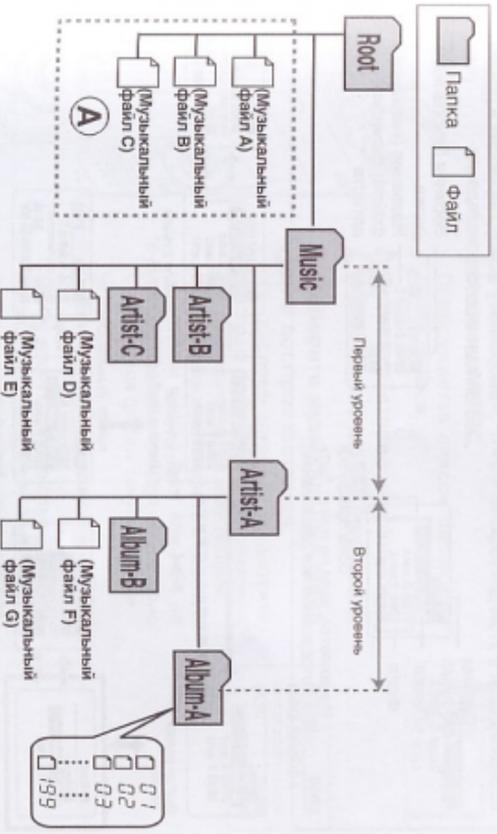 Папка
Файл
Root
(Музыкальный
файл A)
(Музыкальный
файл B)
(Музыкальный
файл C)
A
Music
Первый уровень
Artist-B
Artist-C
(Музыкальный
файл D)
(Музыкальный
файл E)
Artist-A
Второй уровень
Album-B
(Музыкальный
файл F)
(Музыкальный
файл G)
Album-A
01
02
03
199